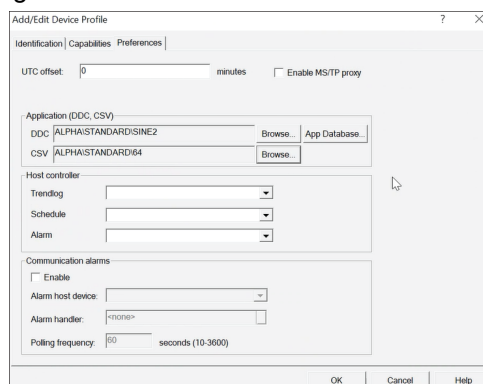 Add/Edit Device Profile ? X
Identification Capabilities Preferences
UTC offset: 0 minutes Enable MS/TP proxy
Application (DDC, CSV)
DDC ALPHA\STANDARD\SINE2 Browse... App Database...
CSV ALPHA\STANDARD\64 Browse...
Host controller
Trendlog
Schedule
Alarm
Communication alarms
Enable
Alarm host device:
Alarm handler: <none>
Polling frequency: 60 seconds (10-3600)
OK Cancel Help